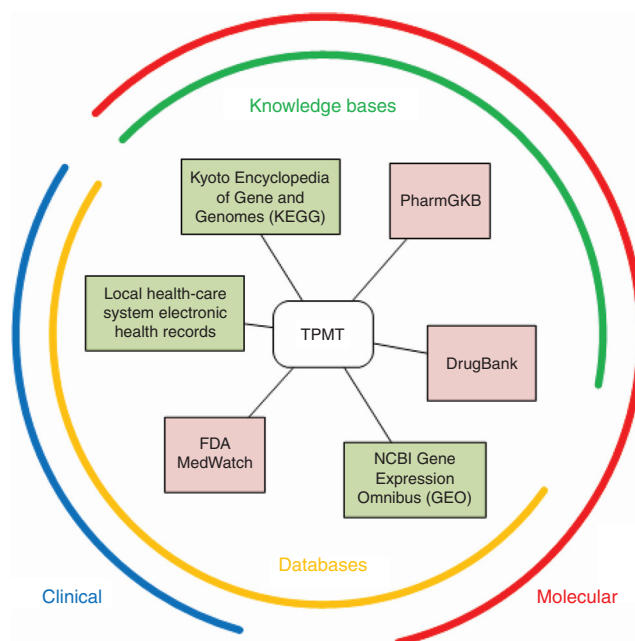 Knowledge bases
Kyoto Encyclopedia
of Gene and
Genomes (KEGG)
PharmGKB
Local health-care
system electronic
health records
TPMT
DrugBank
FDA
MedWatch
NCBI Gene
Expression
Omnibus (GEO)
Databases
Clinical
Molecular